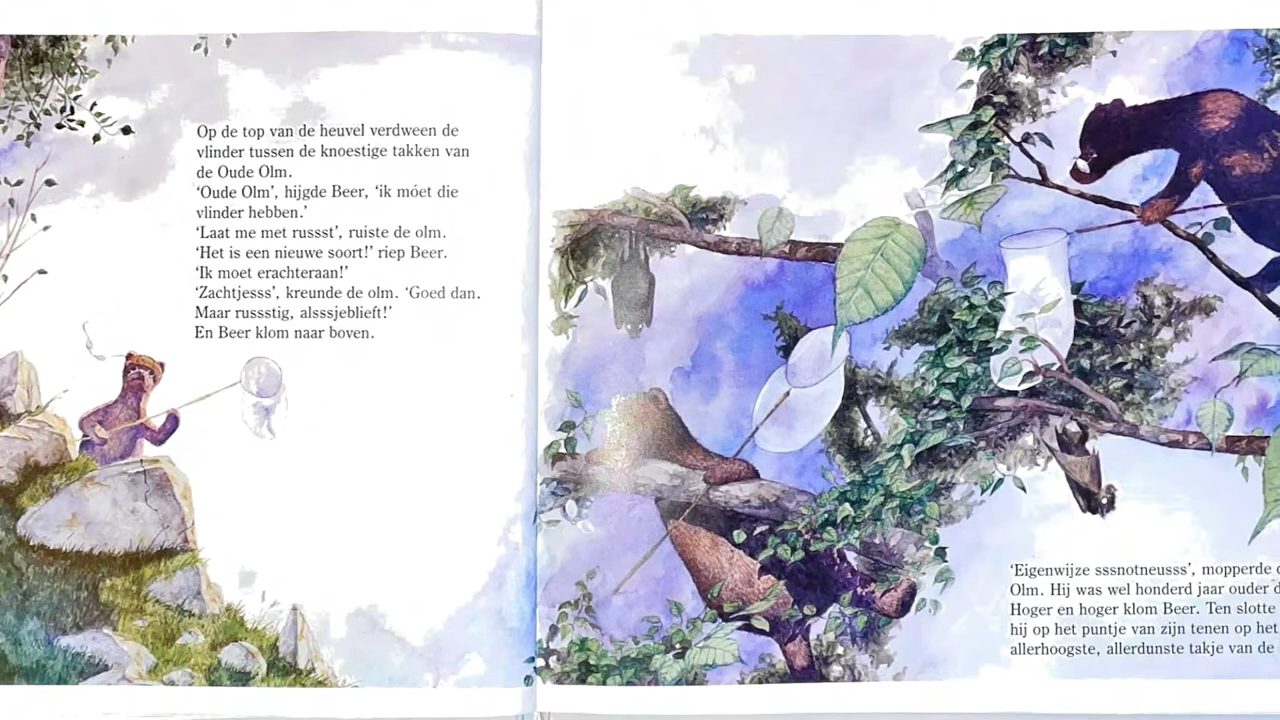 Op de top van de heuvel verdween de
vlinder tussen de knoestige takken van
de Oude Olm.
‘Oude Olm’, hijgde Beer, ‘ik móet die
vlinder hebben.’
‘Laat me met russst’, ruiste de olm.
‘Het is een nieuwe soort!’ riep Beer.
‘Ik moet erachteraan!’
‘Zachtjesss’, kreunde de olm. ‘Goed dan.
Maar russstig, alsssjeblieft!’
En Beer klom naar boven.
‘Eigenwijze sssnotneusss’, mopperde
Olm. Hij was wel honderd jaar ouder
Hoger en hoger klom Beer. Ten slotte
hij op het puntje van zijn tenen op het
allerhoogste, allerdunste takje van de